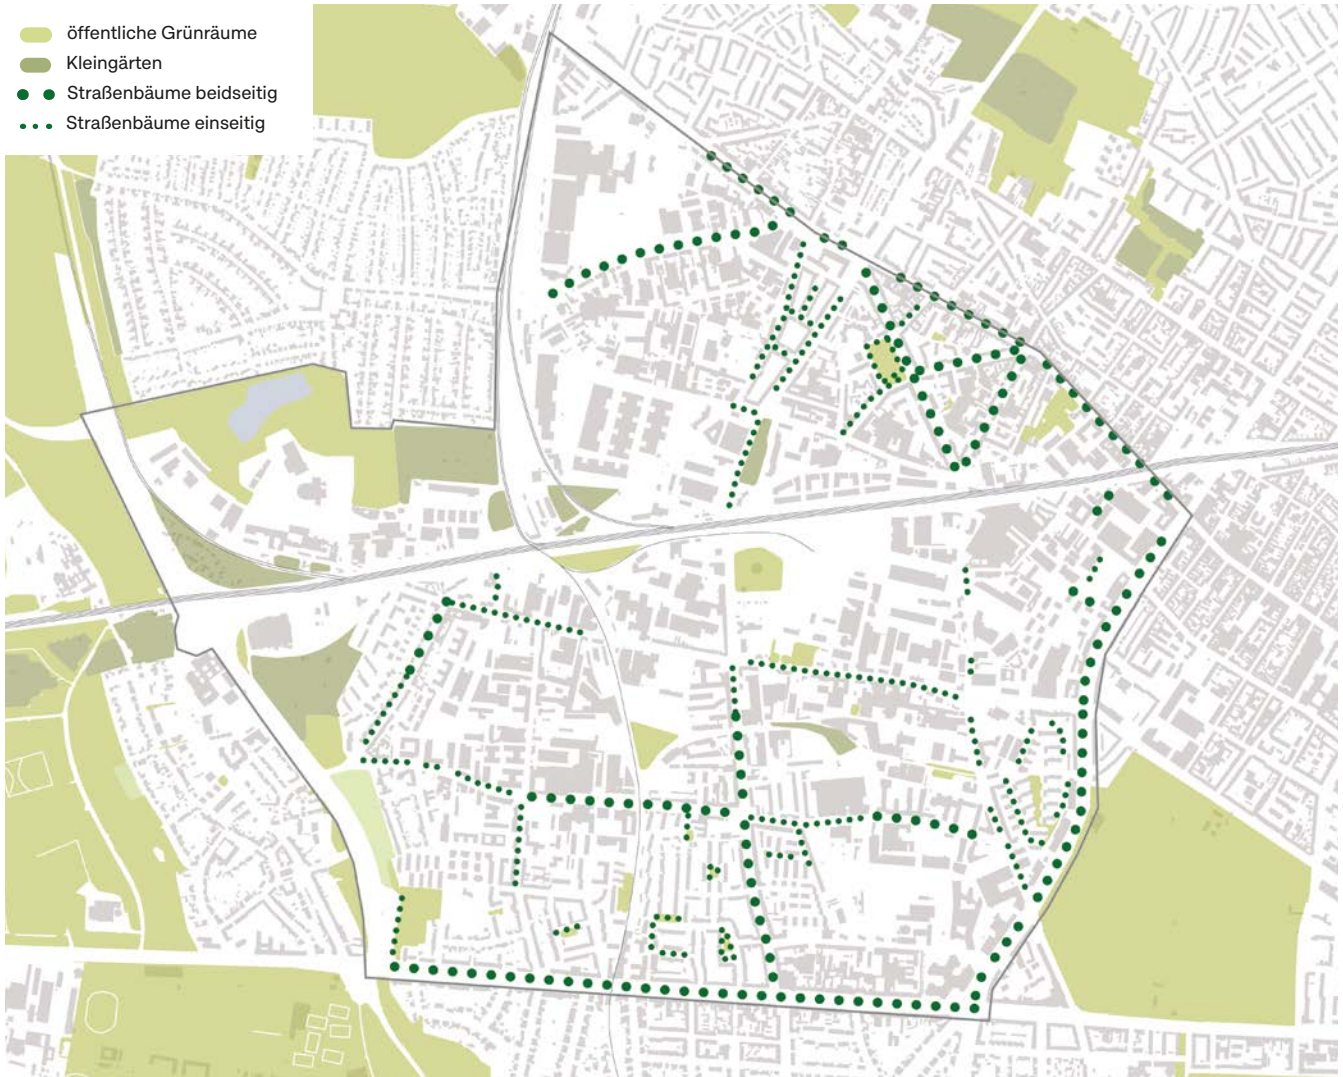 öffentliche Grünräume
Kleingärten
Straßenbäume beidseitig
Straßenbäume einseitig